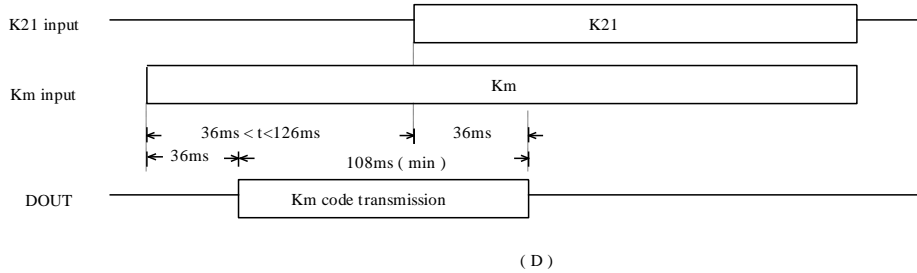 K21 input
K21
Km input
Km
36ms < t<126ms
36ms
36ms
108ms ( min )
DOUT
Km code transmission
( D )